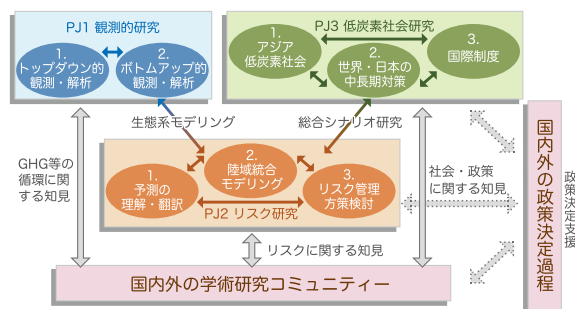 PJ1 観測的研究
1.
トップダウン的
観測・解析
2.
ボトムアップ的
観測・解析
PJ3 低炭素社会研究
1.
アジア
低炭素社会
2.
世界・日本の
中長期対策
3.
国際制度
生態系モデリング
総合シナリオ研究
GHG等の
循環に関
する知見
1.
予測の
理解・翻訳
2.
陸域統合
モデリング
3.
リスク管理
方策検討
PJ2 リスク研究
社会・政策
に関する知見
リスクに関する知見
国内外の学術研究コミュニティー
国内外の政策決定過程
政策決定支援